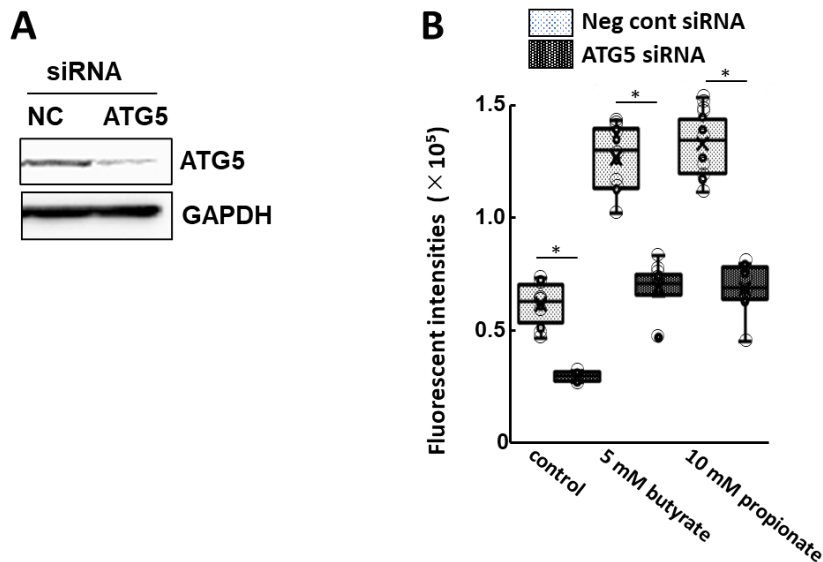 A
siRNA
NC ATG5
ATG5
GAPDH
B
Neg cont siRNA
ATG5 siRNA
Fluorescent intensities (×10⁵)
1.5
1.0
0.5
0
*
*
*
control
5 mM butyrate
10 mM propionate